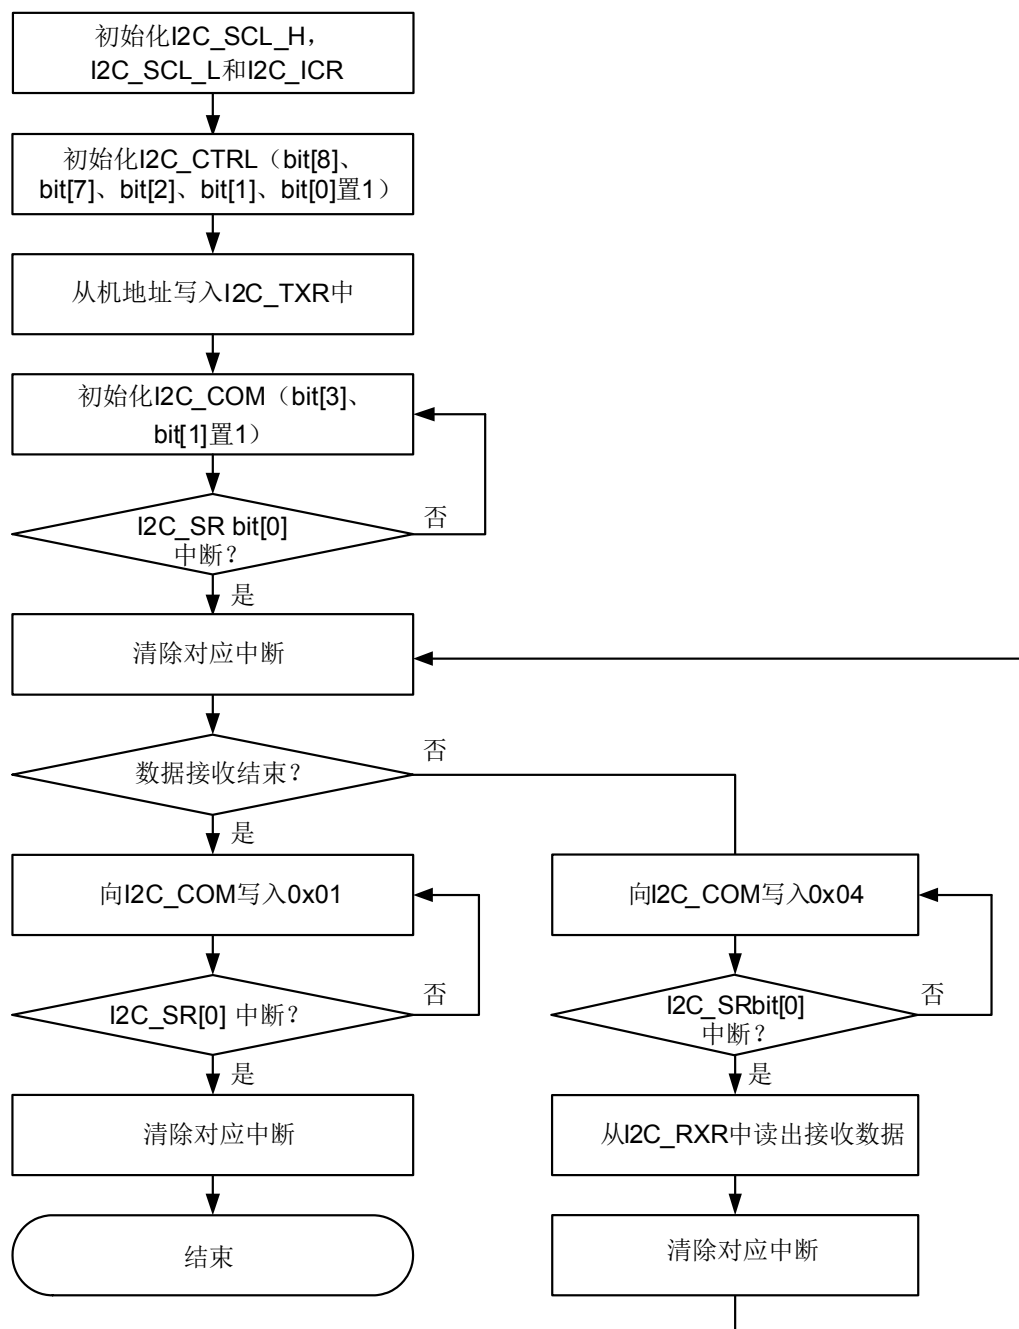 初始化I2C_SCL_H，
I2C_SCL_L和I2C_ICR
初始化I2C_CTRL（bit[8]、
bit[7]、bit[2]、bit[1]、bit[0]置1）
从机地址写入I2C_TXR中
初始化I2C_COM（bit[3]、
bit[1]置1）
I2C_SR bit[0]
中断？
否
是
清除对应中断
数据接收结束？
否
是
向I2C_COM写入0x01
I2C_SR[0] 中断？
否
是
清除对应中断
结束
向I2C_COM写入0x04
I2C_SRbit[0]
中断？
否
是
从I2C_RXR中读出接收数据
清除对应中断